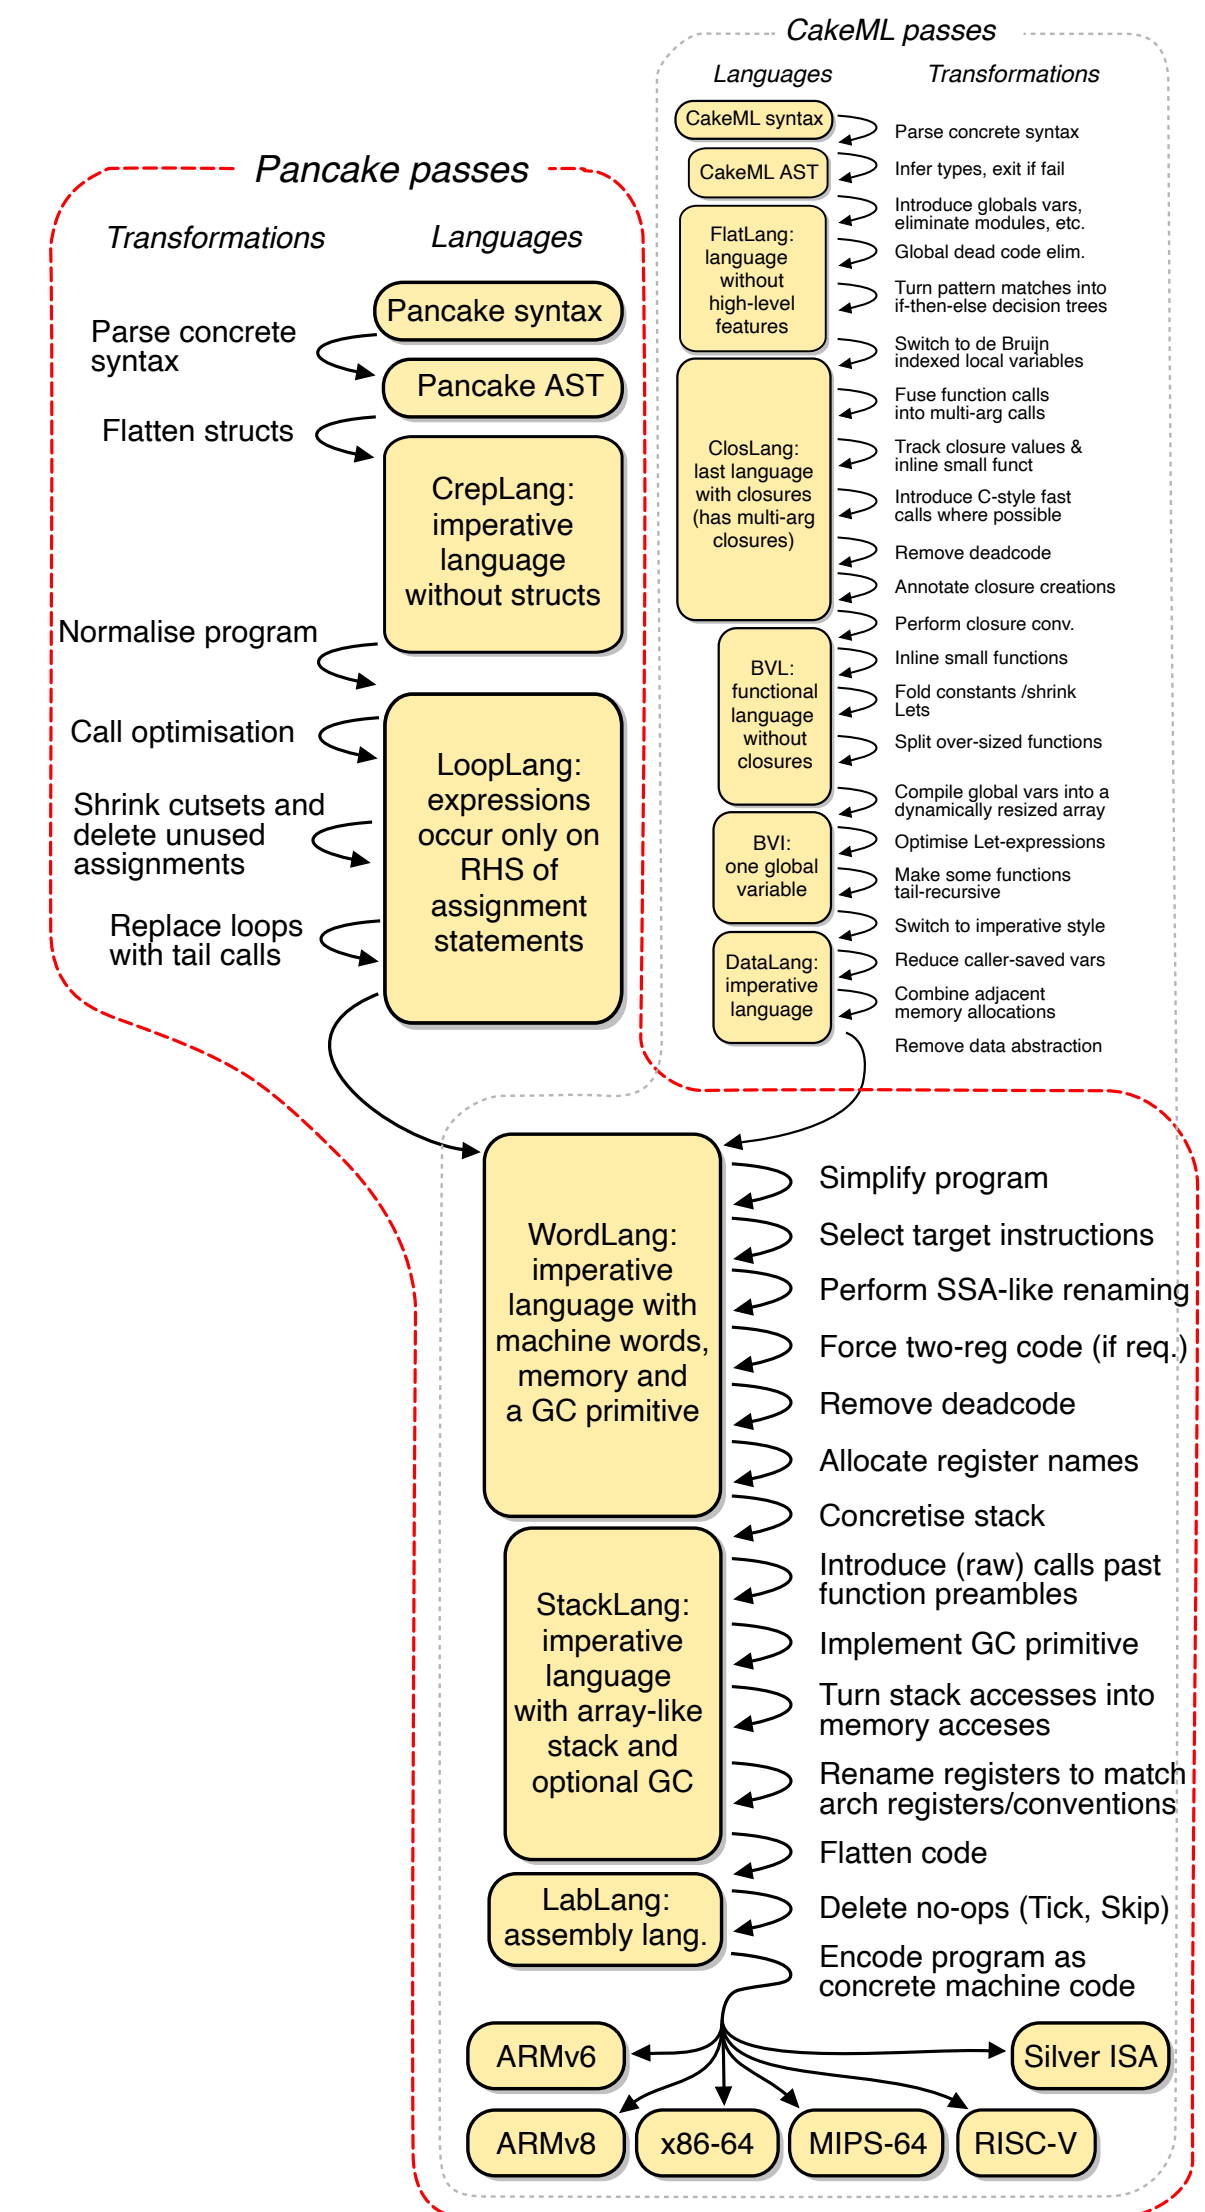 CakeML passes
Languages
Transformations
CakeML syntax
Parse concrete syntax
CakeML AST
Infer types, exit if fail
Introduce globals vars,
eliminate modules, etc.
FlatLang:
language
without
high-level
features
Global dead code elim.
Turn pattern matches into
if-then-else decision trees
Switch to de Bruijn
indexed local variables
ClosLang:
last language
with closures
(has multi-arg
closures)
Fuse function calls
into multi-arg calls
Track closure values &
inline small funct
Introduce C-style fast
calls where possible
Remove deadcode
Annotate closure creations
Perform closure conv.
BVL:
functional
language
without
closures
Inline small functions
Fold constants /shrink
Lets
Split over-sized functions
Compile global vars into a
dynamically resized array
BVI:
one global
variable
Optimise Let-expressions
Make some functions
tail-recursive
Switch to imperative style
DataLang:
imperative
language
Reduce caller-saved vars
Combine adjacent
memory allocations
Remove data abstraction
Pancake passes
Transformations
Languages
Pancake syntax
Parse concrete
syntax
Pancake AST
Flatten structs
CrepLang:
imperative
language
without structs
Normalise program
Call optimisation
LoopLang:
expressions
occur only on
RHS of
assignment
statements
Shrink cutsets and
delete unused
assignments
Replace loops
with tail calls
WordLang:
imperative
language with
machine words,
memory and
a GC primitive
Simplify program
Select target instructions
Perform SSA-like renaming
Force two-reg code (if req.)
Remove deadcode
Allocate register names
Concretise stack
StackLang:
imperative
language
with array-like
stack and
optional GC
Introduce (raw) calls past
function preambles
Implement GC primitive
Turn stack accesses into
memory acceses
Rename registers to match
arch registers/conventions
Flatten code
LabLang:
assembly lang.
Delete no-ops (Tick, Skip)
Encode program as
concrete machine code
ARMv6
Silver ISA
ARMv8
x86-64
MIPS-64
RISC-V